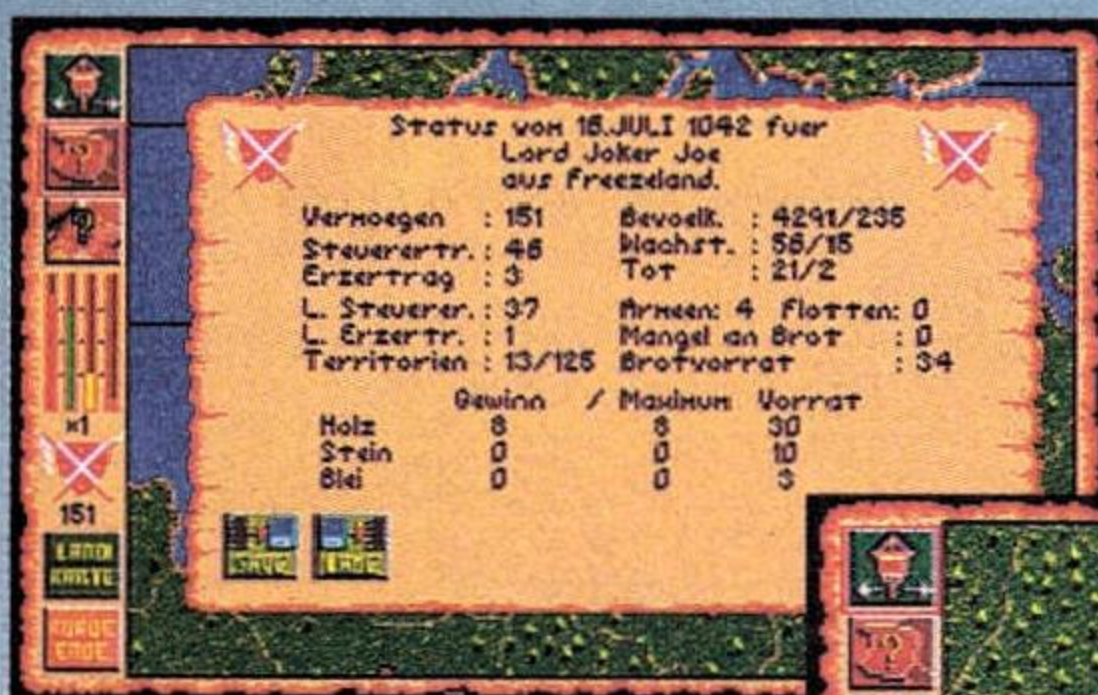 Status vom 16.JULI 1042 fuer
Lord Joker Joe
aus Freezeland.
Vermoegen : 151 Bevoelk. : 4291/235
Steuerertr. : 46 Wachst. : 56/15
Erzertrag : 3 Tot : 21/2
L. Steuerer. : 37 Armeen: 4 Flotten: 0
L. Erzertr. : 1 Mangel an Brot : 0
Territorien : 13/125 Brotvorrat : 34
Gewinn / Maximum Vorrat
Holz 8 8 30
Stein 0 0 10
Blei 0 0 3
x1
151
SAVE LOAD
LAND
KARTE
RUNDE
ENDE